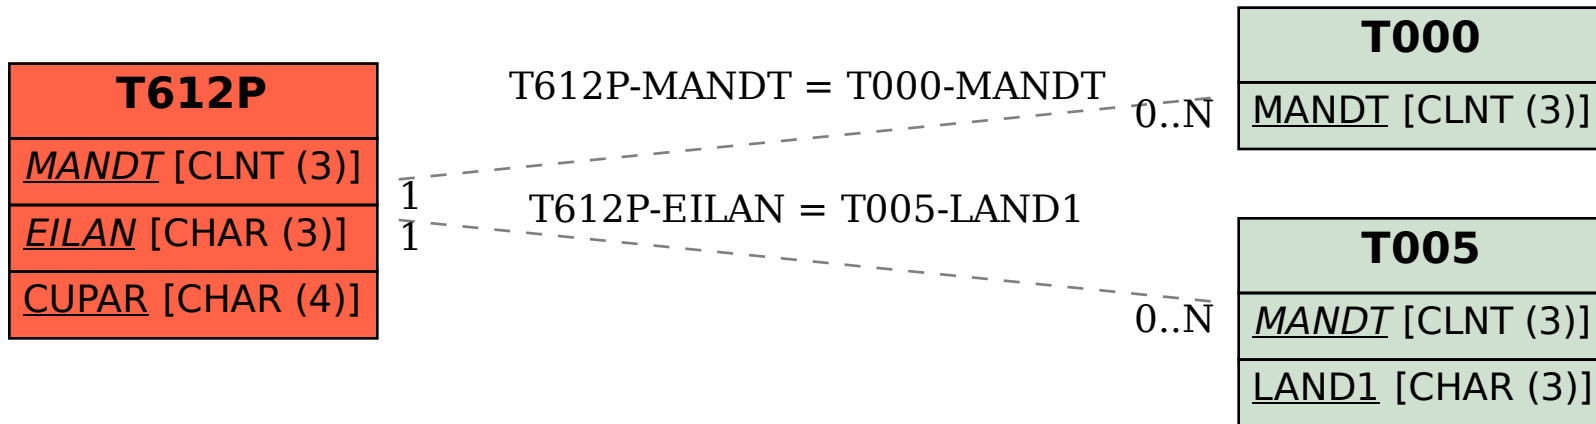 T612P
MANDT [CLNT (3)]
EILAN [CHAR (3)]
CUPAR [CHAR (4)]
T612P-MANDT = T000-MANDT
1
0..N
T612P-EILAN = T005-LAND1
1
0..N
T000
MANDT [CLNT (3)]
T005
MANDT [CLNT (3)]
LAND1 [CHAR (3)]